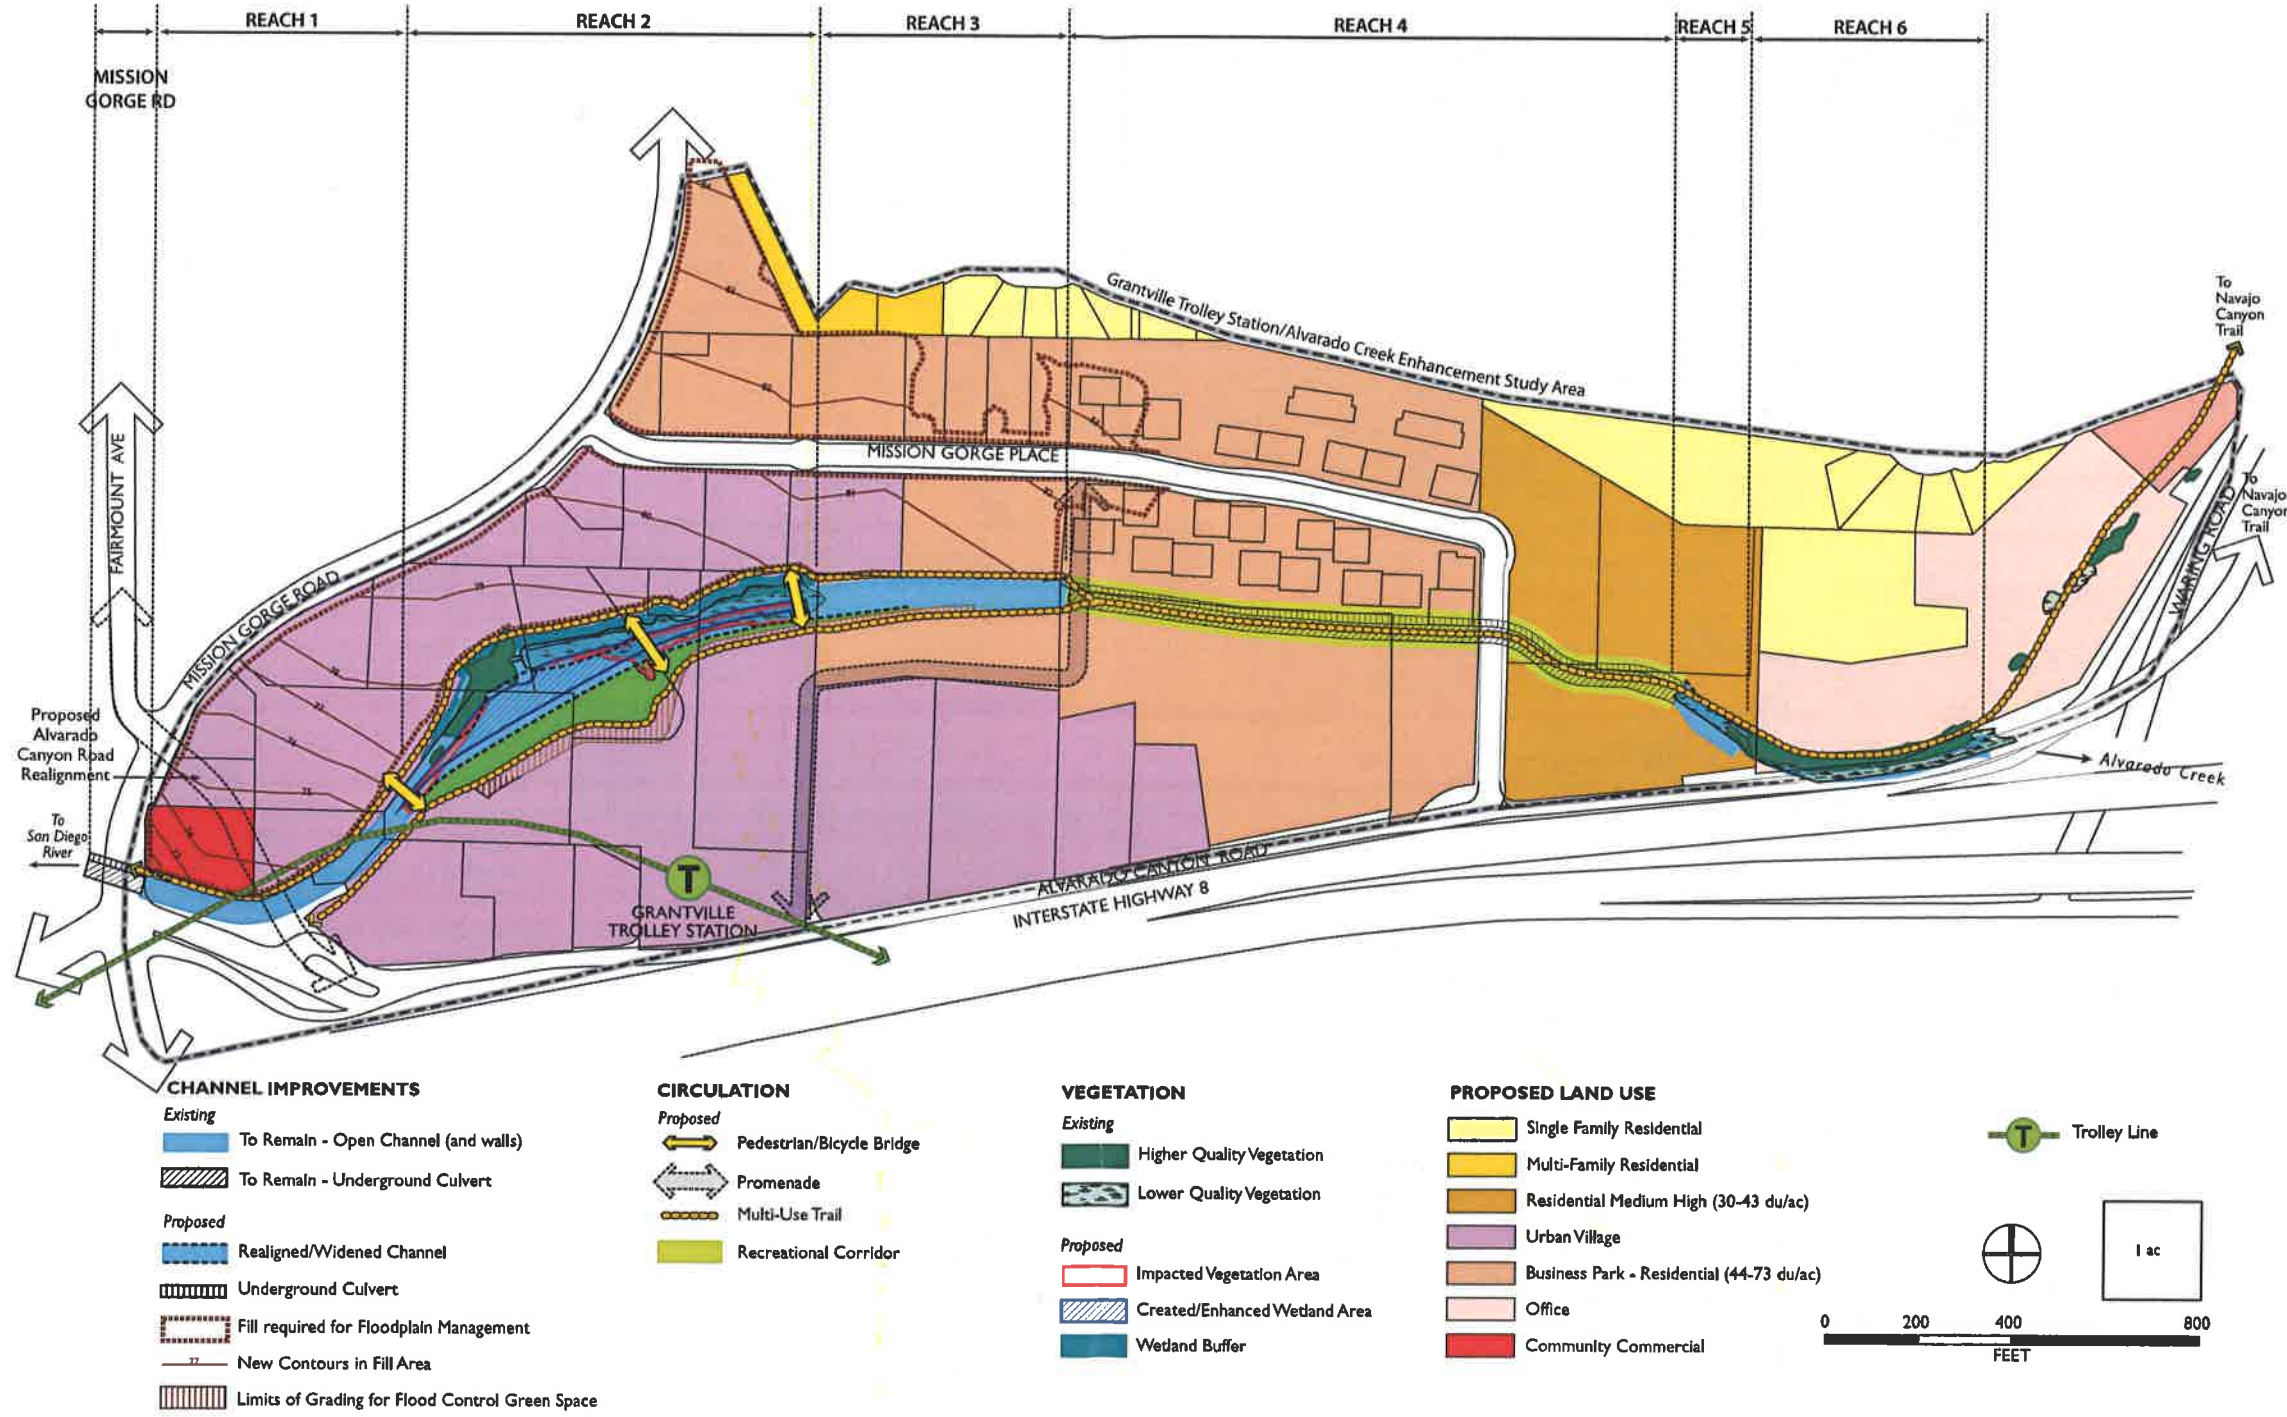 REACH 1
REACH 2
REACH 3
REACH 4
REACH 5
REACH 6
MISSION
GORGE RD
Grantville Trolley Station/Alvarado Creek Enhancement Study Area
To
Navajo
Canyon
Trail
To
Navajo
Canyon
Trail
FAIRMOUNT AVE
MISSION GORGE ROAD
MISSION GORGE PLACE
WARING ROAD
Proposed
Alvarado
Canyon Road
Realignment
To
San Diego
River
Alvarado Creek
T
GRANTVILLE
TROLLEY STATION
ALVARADO CANYON ROAD
INTERSTATE HIGHWAY 8
CHANNEL IMPROVEMENTS
Existing
To Remain - Open Channel (and walls)
To Remain - Underground Culvert
Proposed
Realigned/Widened Channel
Underground Culvert
Fill required for Floodplain Management
77
New Contours in Fill Area
Limits of Grading for Flood Control Green Space
CIRCULATION
Proposed
Pedestrian/Bicycle Bridge
Promenade
Multi-Use Trail
Recreational Corridor
VEGETATION
Existing
Higher Quality Vegetation
Lower Quality Vegetation
Proposed
Impacted Vegetation Area
Created/Enhanced Wetland Area
Wetland Buffer
PROPOSED LAND USE
Single Family Residential
Multi-Family Residential
Residential Medium High (30-43 du/ac)
Urban Village
Business Park - Residential (44-73 du/ac)
Office
Community Commercial
T
Trolley Line
1 ac
0 200 400 800
FEET